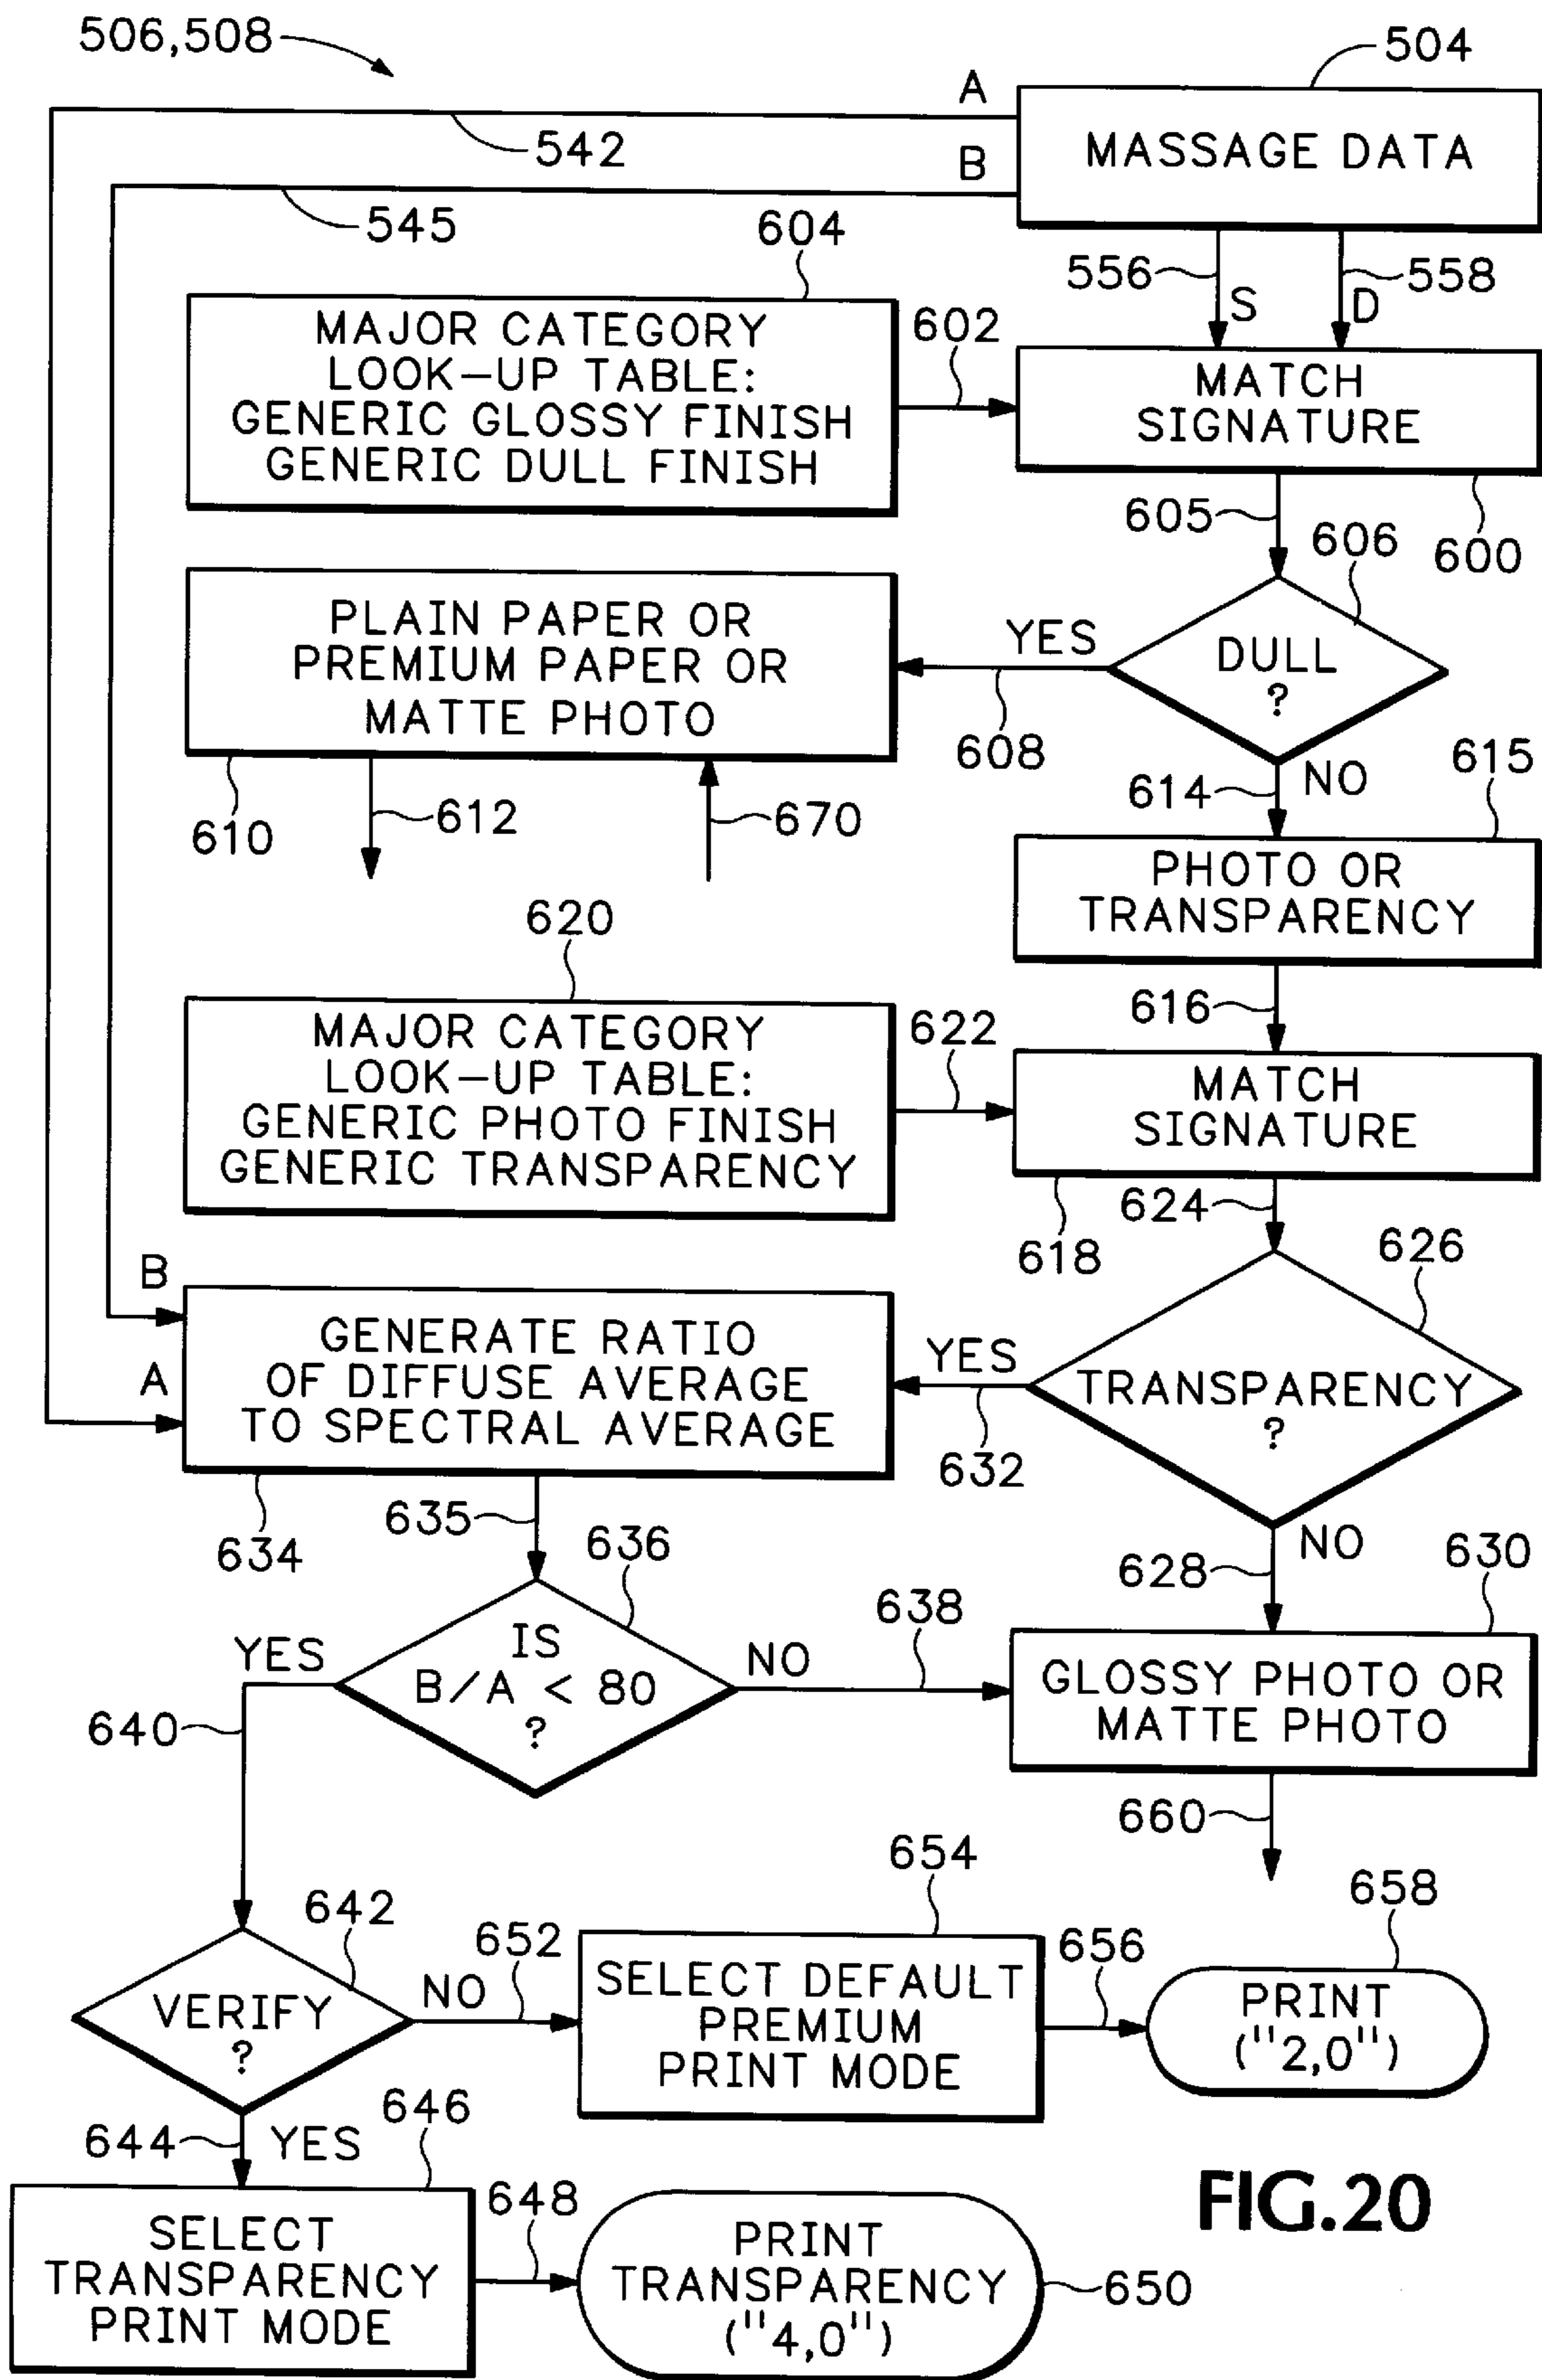 506,508
504
A
MASSAGE DATA
542
B
545
604
556
558
S
D
MAJOR CATEGORY
LOOK-UP TABLE:
GENERIC GLOSSY FINISH
GENERIC DULL FINISH
602
MATCH
SIGNATURE
605
606
600
PLAIN PAPER OR
PREMIUM PAPER OR
MATTE PHOTO
YES
DULL
?
608
615
614
NO
610
612
670
PHOTO OR
TRANSPARENCY
620
616
MAJOR CATEGORY
LOOK-UP TABLE:
GENERIC PHOTO FINISH
GENERIC TRANSPARENCY
622
MATCH
SIGNATURE
624
618
626
B
GENERATE RATIO
OF DIFFUSE AVERAGE
TO SPECTRAL AVERAGE
A
YES
TRANSPARENCY
?
632
635
634
636
NO
628
630
IS
B/A < 80
?
YES
NO
638
GLOSSY PHOTO OR
MATTE PHOTO
640
660
654
658
642
652
656
VERIFY
?
NO
SELECT DEFAULT
PREMIUM
PRINT MODE
PRINT
("2,0")
646
644
YES
648
FIG.20
SELECT
TRANSPARENCY
PRINT MODE
PRINT
TRANSPARENCY
("4,0")
650